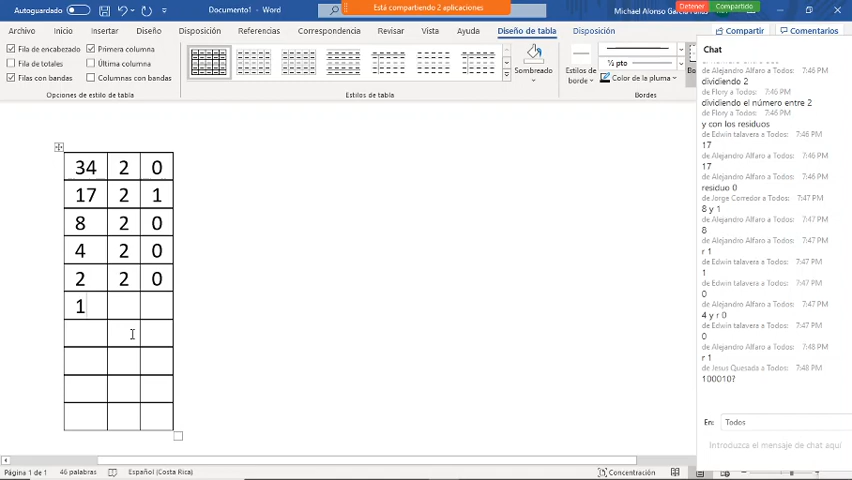 Autoguardado
Documento1 - Word
Está compartiendo 2 aplicaciones
Detener
Compartido
Archivo
Inicio
Insertar
Diseño
Disposición
Referencias
Correspondencia
Revisar
Vista
Ayuda
Diseño de tabla
Disposición
Compartir
Comentarios
Fila de encabezado
Primera columna
Fila de totales
Última columna
Filas con bandas
Columnas con bandas
Opciones de estilo de tabla
Estilos de tabla
Sombreado
Estilos de borde
½ pto
Color de la pluma
Bordes
34 2 0
17 2 1
8 2 0
4 2 0
2 2 0
1
Chat
de Alejandro Alfaro a Todos: 7:46 PM
dividiendo 2
de Flory a Todos: 7:46 PM
dividiendo el número entre 2
de Flory a Todos: 7:46 PM
y con los residuos
de Edwin talavera a Todos: 7:46 PM
17
de Alejandro Alfaro a Todos: 7:46 PM
17
de Alejandro Alfaro a Todos: 7:46 PM
residuo 0
de Jorge Corredor a Todos: 7:47 PM
8 y 1
de Alejandro Alfaro a Todos: 7:47 PM
8
de Alejandro Alfaro a Todos: 7:47 PM
r 1
de Edwin talavera a Todos: 7:47 PM
1
de Edwin talavera a Todos: 7:47 PM
0
de Alejandro Alfaro a Todos: 7:47 PM
4 y r 0
de Edwin talavera a Todos: 7:47 PM
0
de Alejandro Alfaro a Todos: 7:48 PM
r 1
de Jesus Quesada a Todos: 7:48 PM
100010?
En: Todos
Introduzca el mensaje de chat aquí
Página 1 de 1
46 palabras
Español (Costa Rica)
Concentración